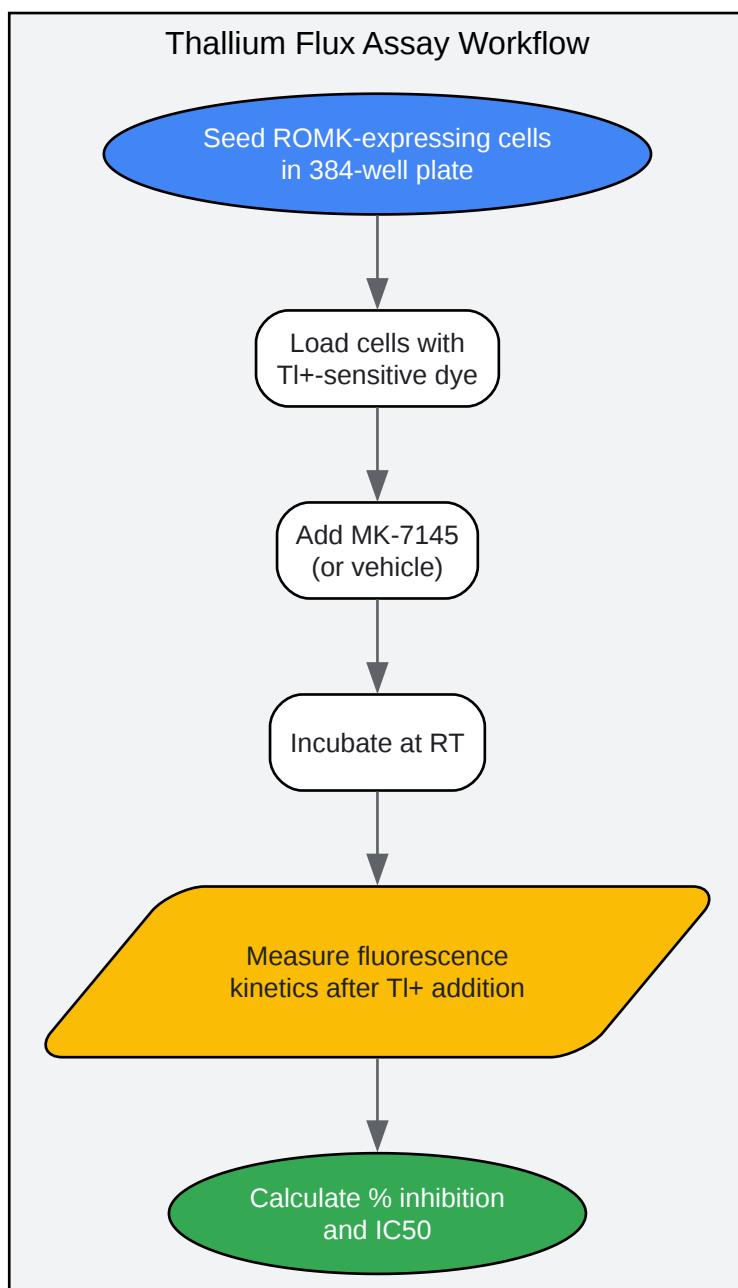 Thallium Flux Assay Workflow
Seed ROMK-expressing cells
in 384-well plate
Load cells with
Tl+-sensitive dye
Add MK-7145
(or vehicle)
Incubate at RT
Measure fluorescence
kinetics after Tl+ addition
Calculate % inhibition
and IC50